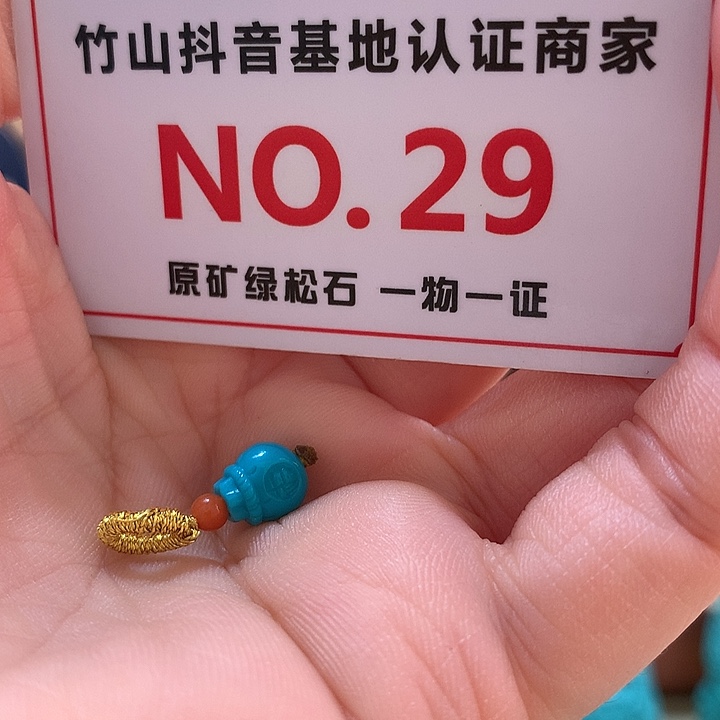 竹山抖音基地认证商家
NO.29
原矿绿松石 一物一证